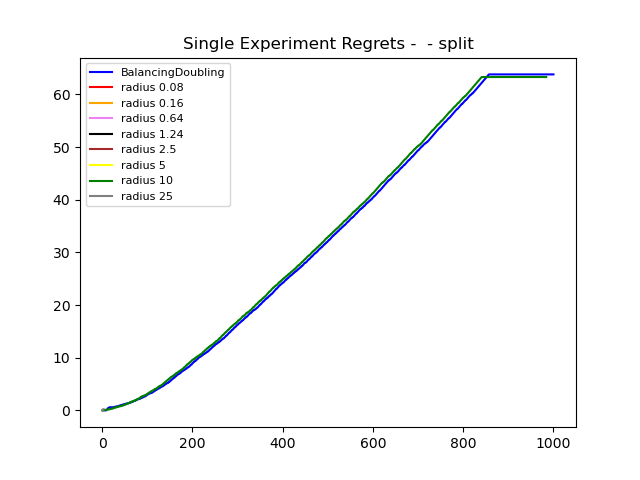 Single Experiment Regrets -  - split
BalancingDoubling
radius 0.08
radius 0.16
radius 0.64
radius 1.24
radius 2.5
radius 5
radius 10
radius 25
60
50
40
30
20
10
0
0 200 400 600 800 1000